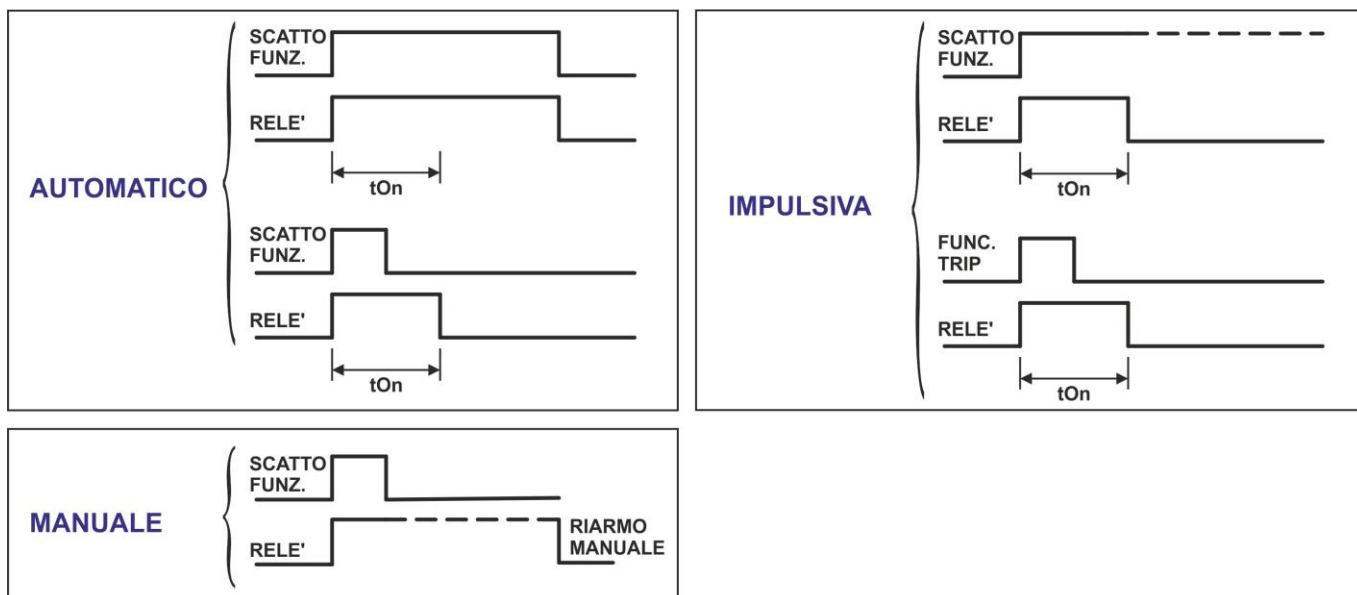 AUTOMATICO
SCATTO
FUNZ.
RELE'
tOn
SCATTO
FUNZ.
RELE'
tOn
IMPULSIVA
SCATTO
FUNZ.
RELE'
tOn
FUNC.
TRIP
RELE'
tOn
MANUALE
SCATTO
FUNZ.
RELE'
RIARMO
MANUALE